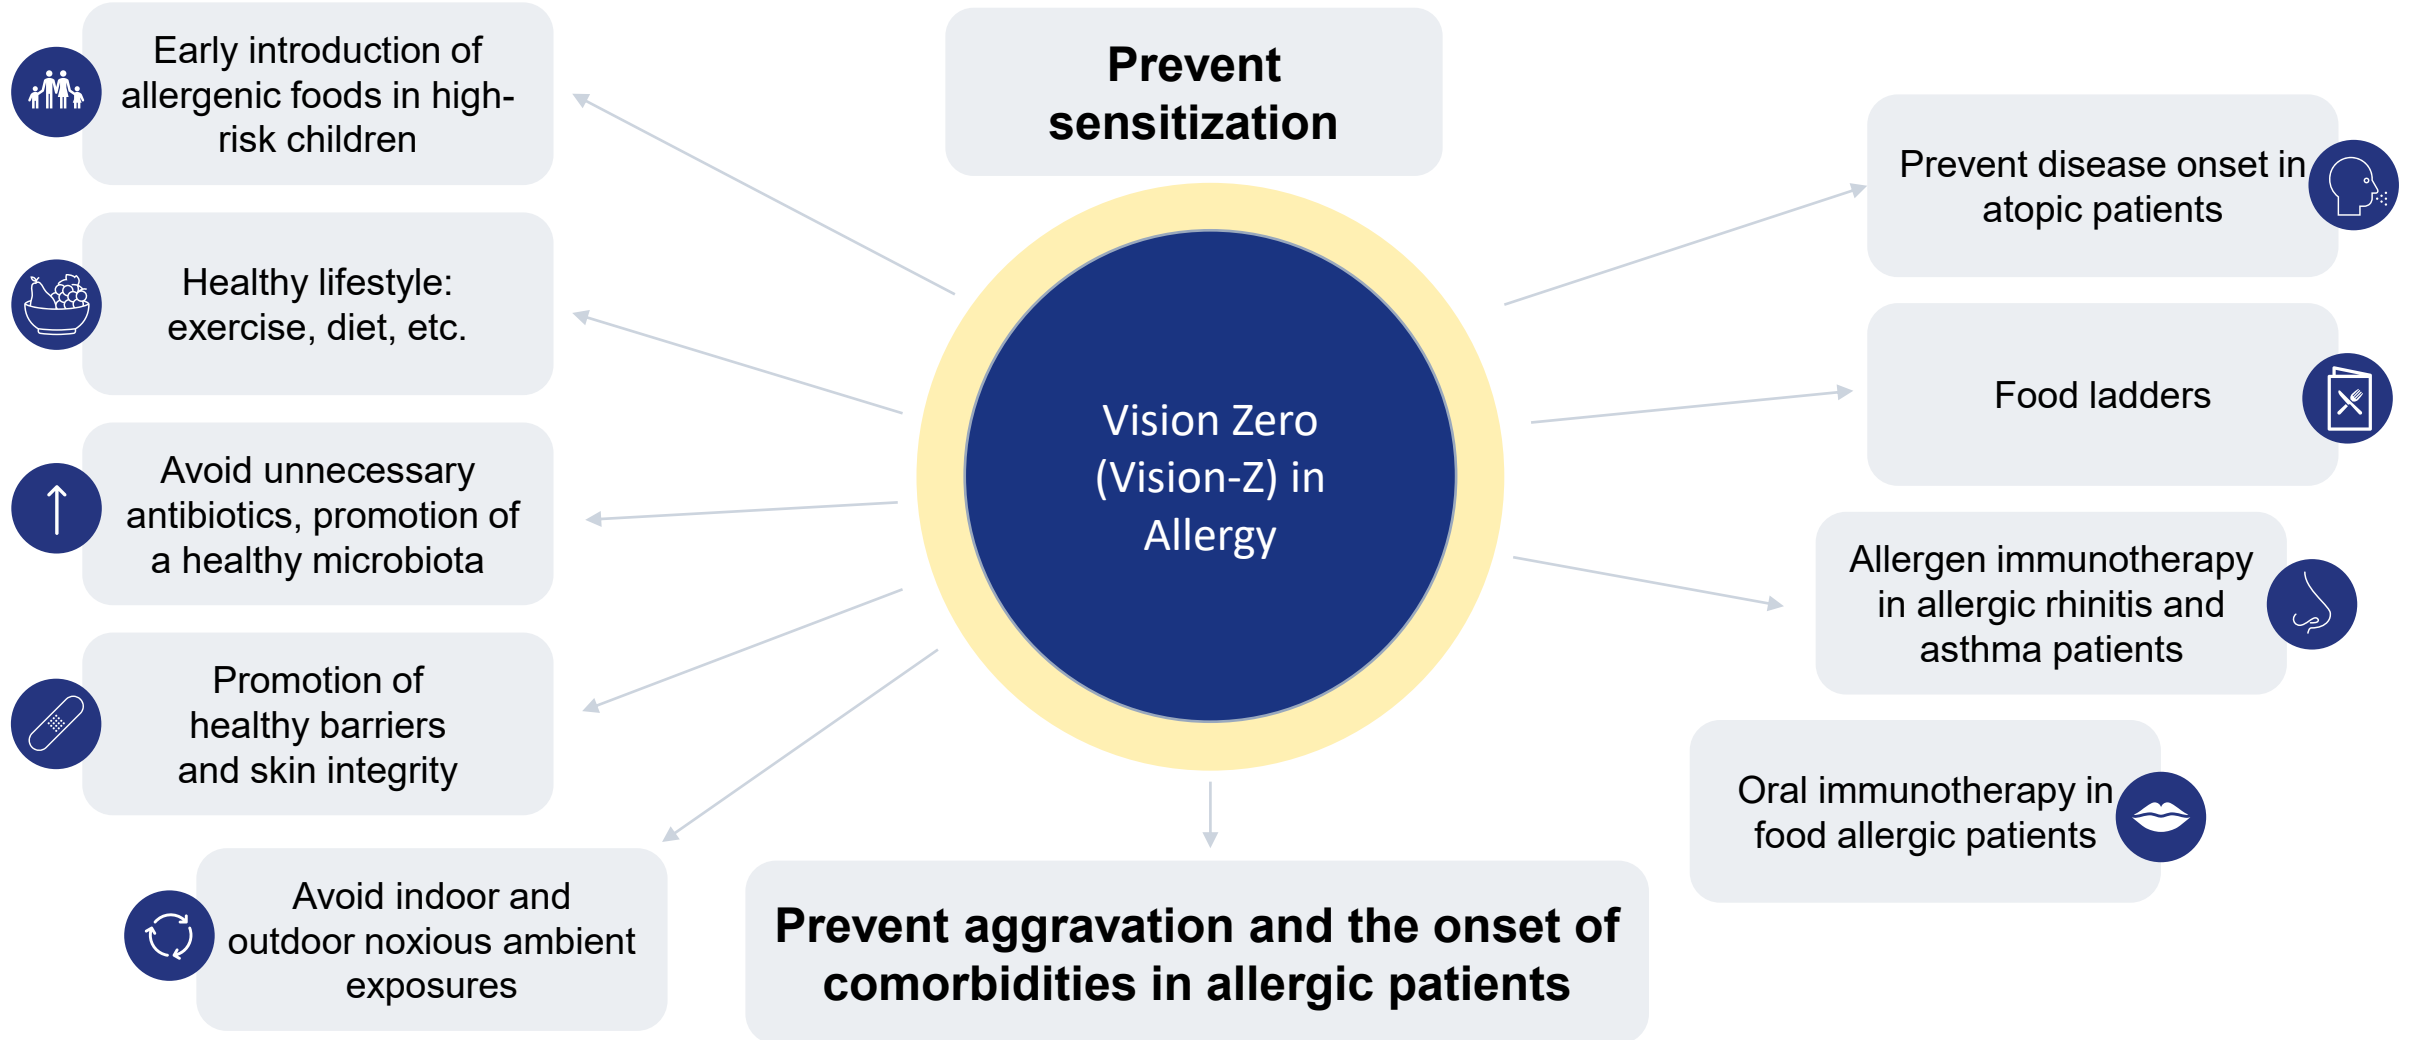 Early introduction of
allergenic foods in high-
risk children
Healthy lifestyle:
exercise, diet, etc.
Avoid unnecessary
antibiotics, promotion of
a healthy microbiota
Promotion of
healthy barriers
and skin integrity
Avoid indoor and
outdoor noxious ambient
exposures
Prevent
sensitization
Vision Zero
(Vision-Z) in
Allergy
Prevent aggravation and the onset of
comorbidities in allergic patients
Prevent disease onset in
atopic patients
Food ladders
Allergen immunotherapy
in allergic rhinitis and
asthma patients
Oral immunotherapy in
food allergic patients